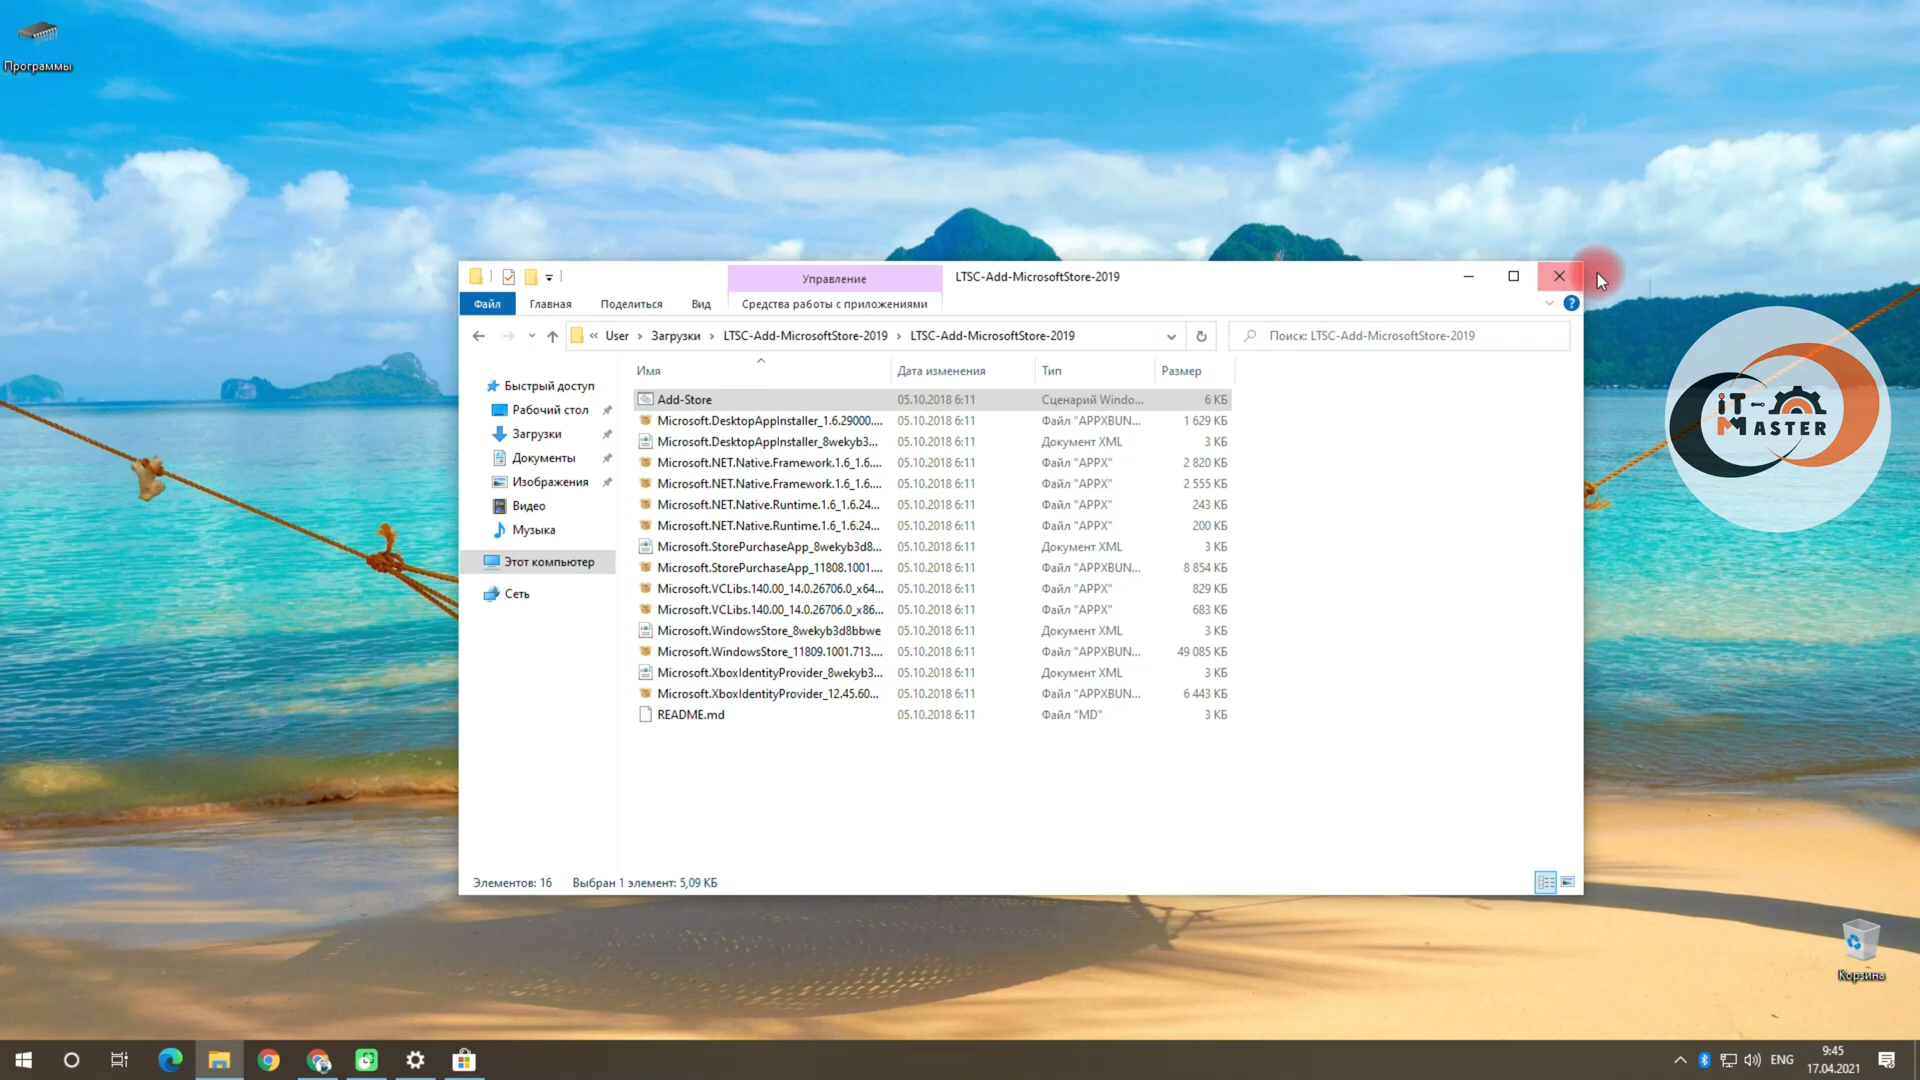 Программы
Управление
LTSC-Add-MicrosoftStore-2019
Файл
Главная
Поделиться
Вид
Средства работы с приложениями
« User › Загрузки › LTSC-Add-MicrosoftStore-2019 › LTSC-Add-MicrosoftStore-2019
Поиск: LTSC-Add-MicrosoftStore-2019
Имя Дата изменения Тип Размер
Быстрый доступ
Рабочий стол
Загрузки
Документы
Изображения
Видео
Музыка
Этот компьютер
Сеть
Add-Store 05.10.2018 6:11 Сценарий Windo... 6 КБ
Microsoft.DesktopAppInstaller_1.6.29000.... 05.10.2018 6:11 Файл "APPXBUN... 1 629 КБ
Microsoft.DesktopAppInstaller_8wekyb3... 05.10.2018 6:11 Документ XML 3 КБ
Microsoft.NET.Native.Framework.1.6_1.6.... 05.10.2018 6:11 Файл "APPX" 2 820 КБ
Microsoft.NET.Native.Framework.1.6_1.6.... 05.10.2018 6:11 Файл "APPX" 2 555 КБ
Microsoft.NET.Native.Runtime.1.6_1.6.24... 05.10.2018 6:11 Файл "APPX" 243 КБ
Microsoft.NET.Native.Runtime.1.6_1.6.24... 05.10.2018 6:11 Файл "APPX" 200 КБ
Microsoft.StorePurchaseApp_8wekyb3d8... 05.10.2018 6:11 Документ XML 3 КБ
Microsoft.StorePurchaseApp_11808.1001.... 05.10.2018 6:11 Файл "APPXBUN... 8 854 КБ
Microsoft.VCLibs.140.00_14.0.26706.0_x64... 05.10.2018 6:11 Файл "APPX" 829 КБ
Microsoft.VCLibs.140.00_14.0.26706.0_x86... 05.10.2018 6:11 Файл "APPX" 683 КБ
Microsoft.WindowsStore_8wekyb3d8bbwe 05.10.2018 6:11 Документ XML 3 КБ
Microsoft.WindowsStore_11809.1001.713.... 05.10.2018 6:11 Файл "APPXBUN... 49 085 КБ
Microsoft.XboxIdentityProvider_8wekyb3... 05.10.2018 6:11 Документ XML 3 КБ
Microsoft.XboxIdentityProvider_12.45.60... 05.10.2018 6:11 Файл "APPXBUN... 6 443 КБ
README.md 05.10.2018 6:11 Файл "MD" 3 КБ
Элементов: 16 Выбран 1 элемент: 5,09 КБ
iT-
MASTER
Корзина
ENG
9:45
17.04.2021